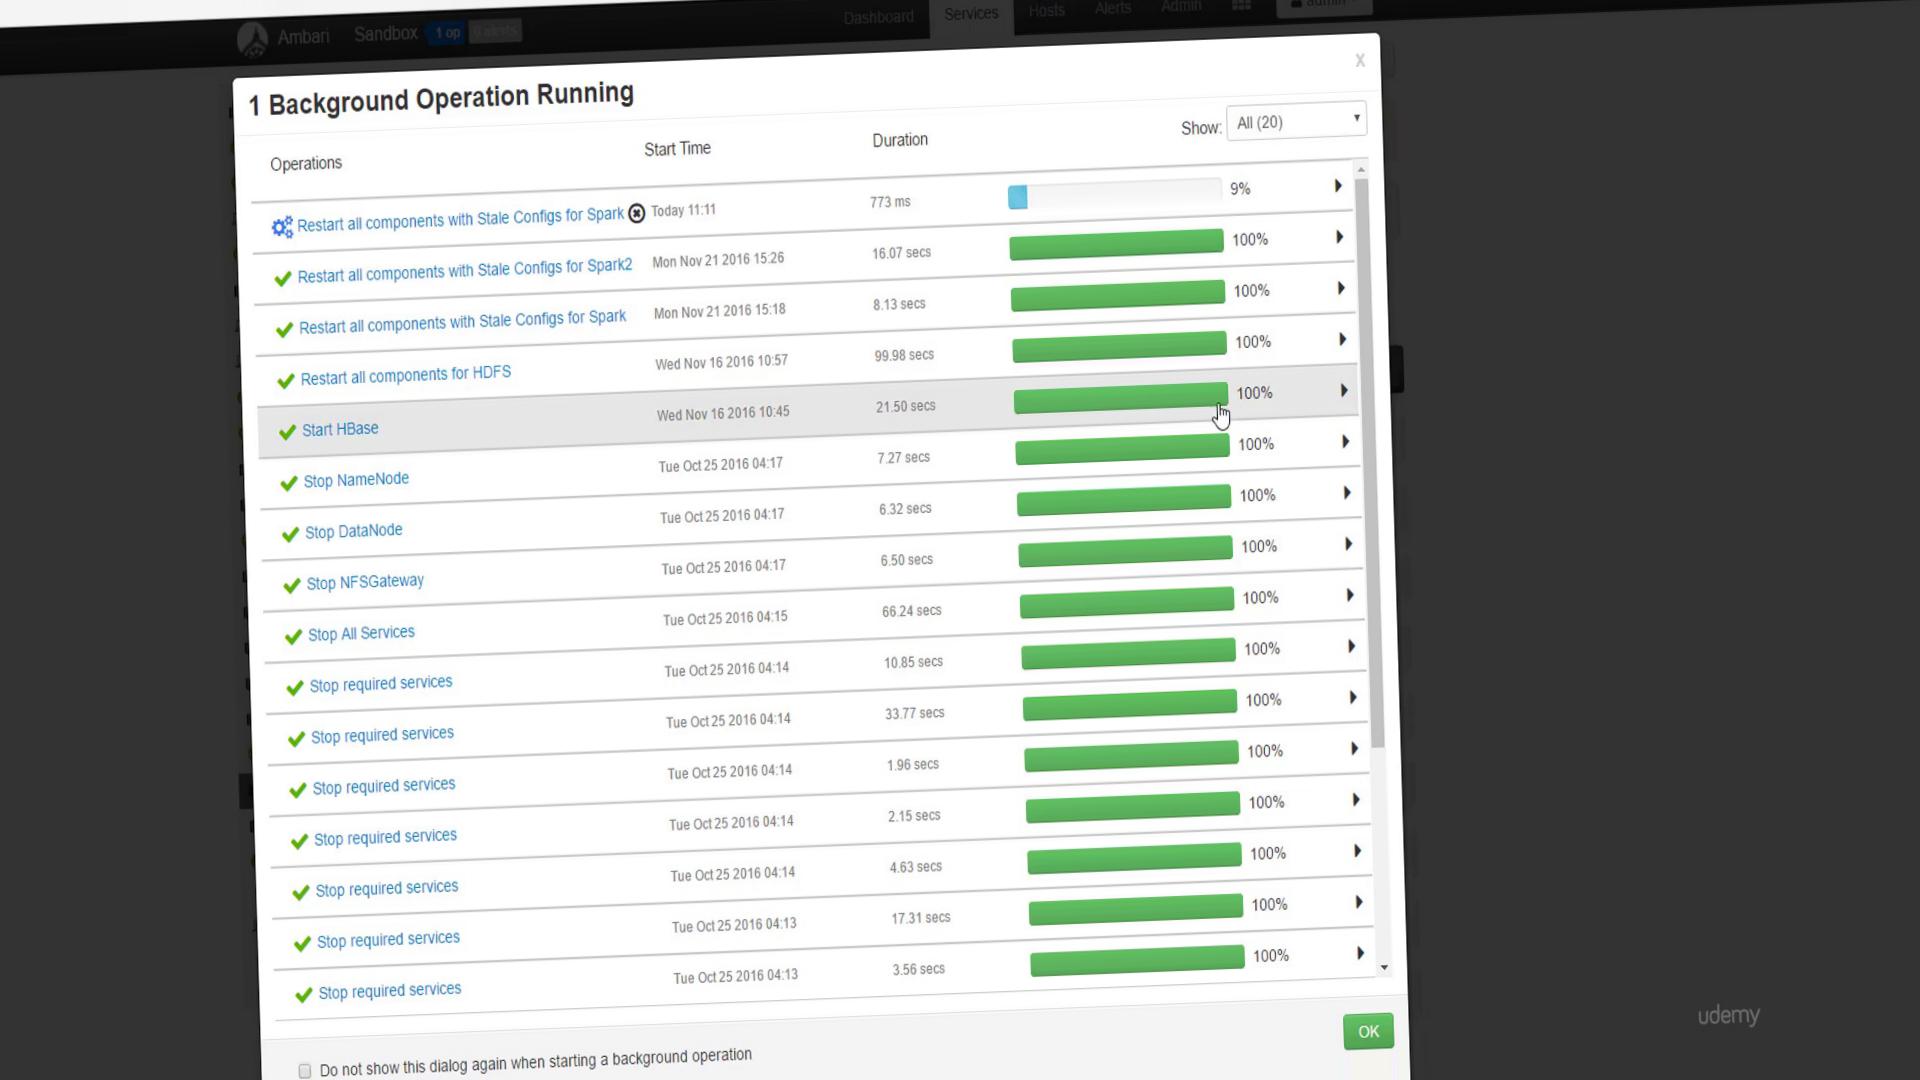 Ambari Sandbox 1 op 0 alerts Dashboard Services Hosts Alerts Admin admin
1 Background Operation Running x
Operations Start Time Duration Show: All (20)
Restart all components with Stale Configs for Spark Today 11:11 773 ms 9%
Restart all components with Stale Configs for Spark2 Mon Nov 21 2016 15:26 16.07 secs 100%
Restart all components with Stale Configs for Spark Mon Nov 21 2016 15:18 8.13 secs 100%
Restart all components for HDFS Wed Nov 16 2016 10:57 99.98 secs 100%
Start HBase Wed Nov 16 2016 10:45 21.50 secs 100%
Stop NameNode Tue Oct 25 2016 04:17 7.27 secs 100%
Stop DataNode Tue Oct 25 2016 04:17 6.32 secs 100%
Stop NFSGateway Tue Oct 25 2016 04:17 6.50 secs 100%
Stop All Services Tue Oct 25 2016 04:15 66.24 secs 100%
Stop required services Tue Oct 25 2016 04:14 10.85 secs 100%
Stop required services Tue Oct 25 2016 04:14 33.77 secs 100%
Stop required services Tue Oct 25 2016 04:14 1.96 secs 100%
Stop required services Tue Oct 25 2016 04:14 2.15 secs 100%
Stop required services Tue Oct 25 2016 04:14 4.63 secs 100%
Stop required services Tue Oct 25 2016 04:13 17.31 secs 100%
Stop required services Tue Oct 25 2016 04:13 3.56 secs 100%
Do not show this dialog again when starting a background operation OK
udemy